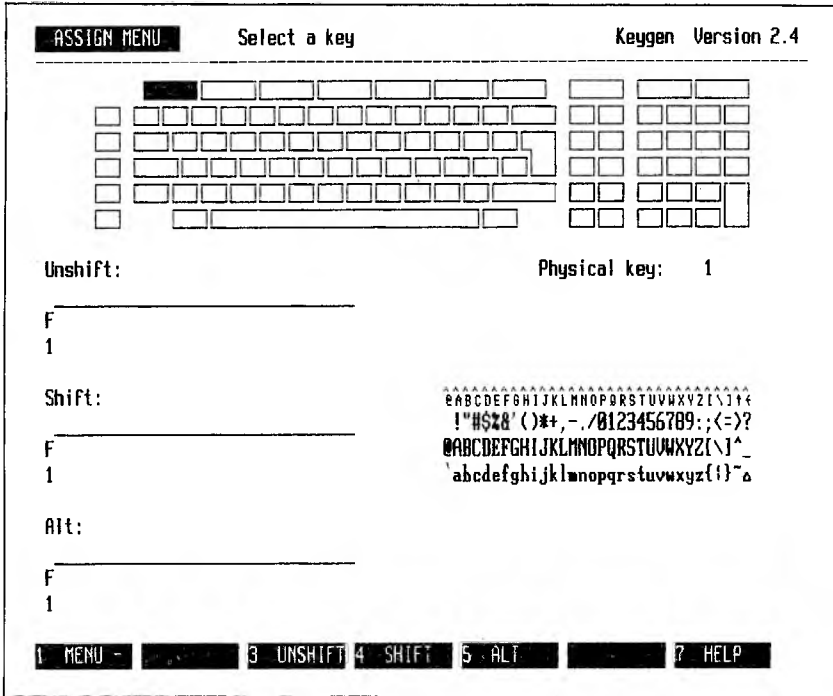 ASSIGN MENU Select a key Keygen Version 2.4
Unshift: Physical key: 1
F
1
Shift:
F
1
^^^^^^^^^^^^^^^^^^^^^^^^^^^^^^^^
@ABCDEFGHIJKLMNOPQRSTUVWXYZ[\]↑←
!"#$%&'()*+,-./0123456789:;<=>?
@ABCDEFGHIJKLMNOPQRSTUVWXYZ[\]^_
`abcdefghijklmnopqrstuvwxyz{¦}~△
Alt:
F
1
1 MENU - 3 UNSHIFT 4 SHIFT 5 ALT 7 HELP